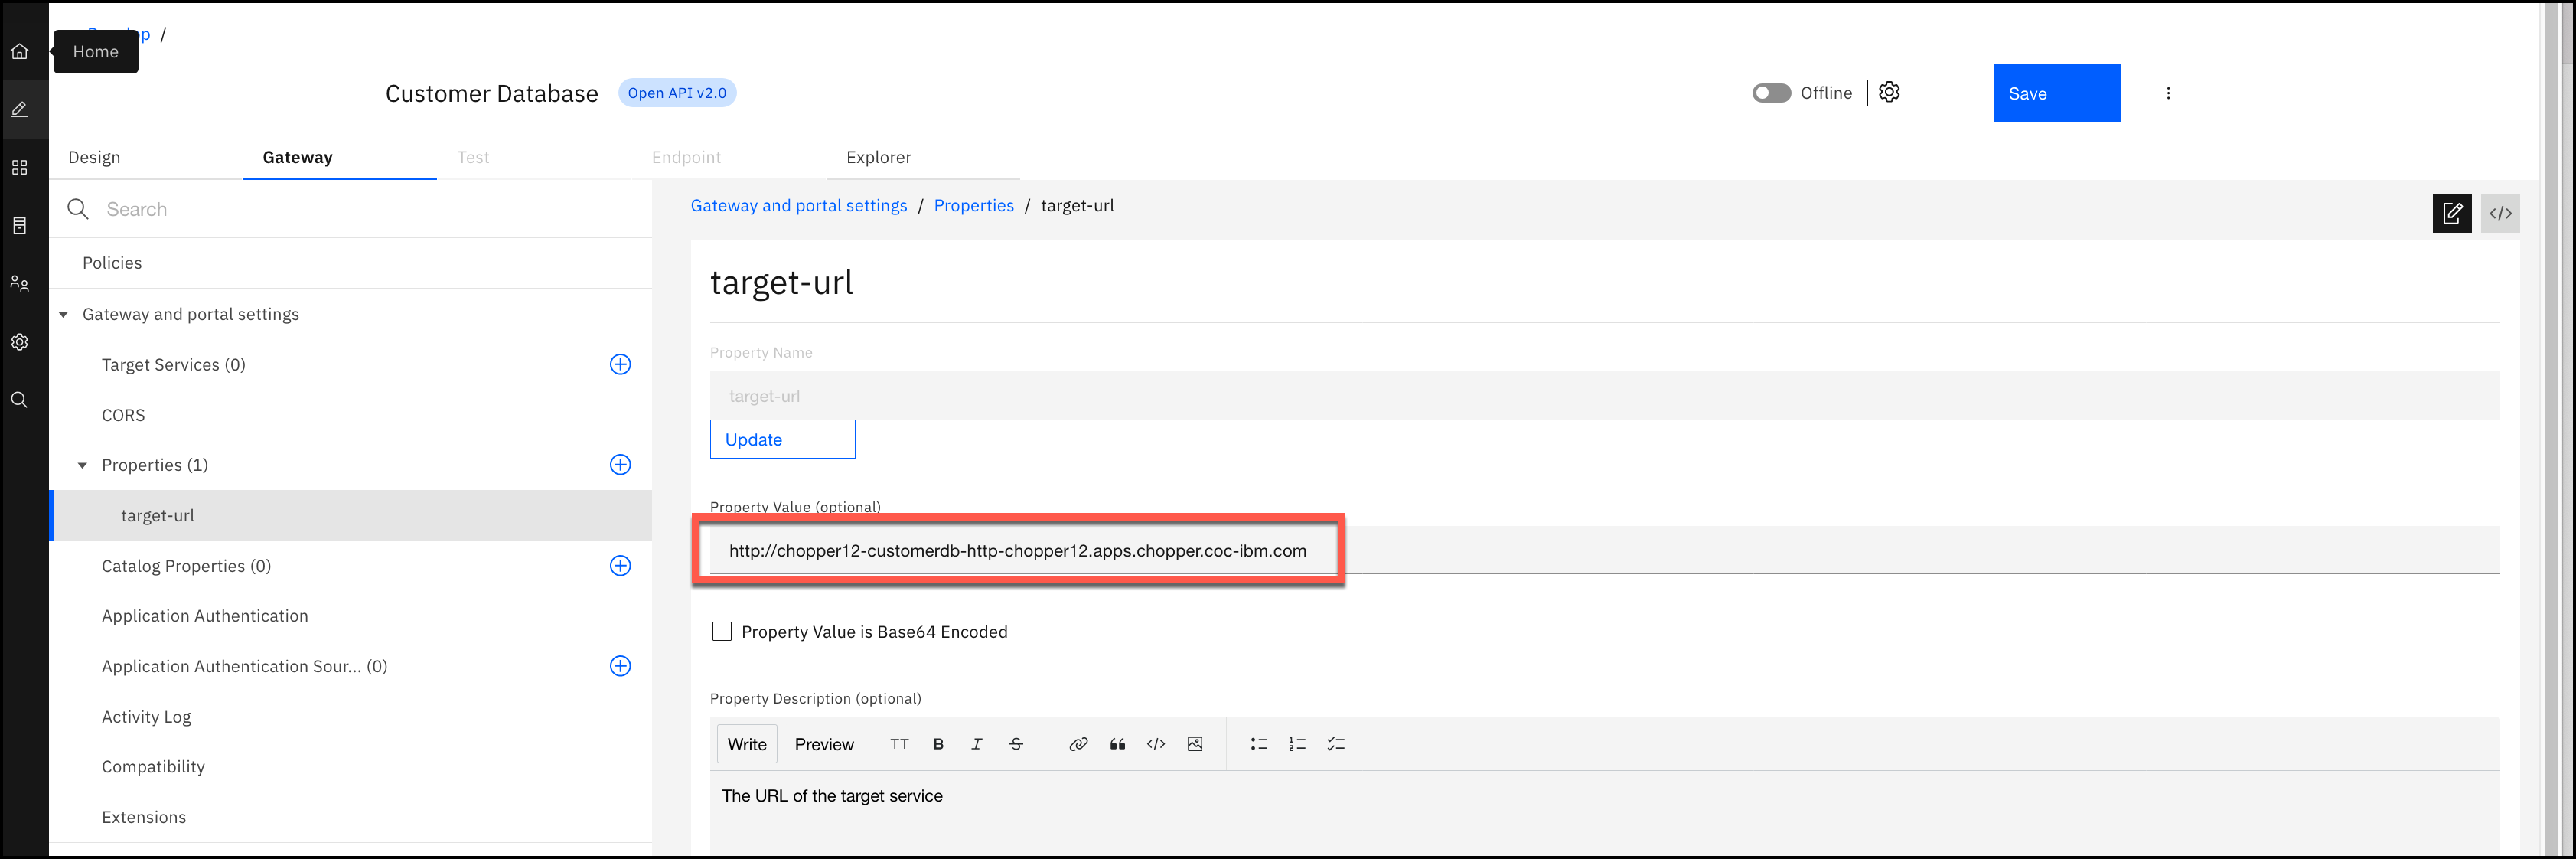 Home
/
Customer Database
Open API v2.0
Offline
Save
Design
Gateway
Test
Endpoint
Explorer
Search
Policies
Gateway and portal settings
Target Services (0)
CORS
Properties (1)
target-url
Catalog Properties (0)
Application Authentication
Application Authentication Sour... (0)
Activity Log
Compatibility
Extensions
Gateway and portal settings / Properties / target-url
</>
target-url
Property Name
target-url
Update
Property Value (optional)
http://chopper12-customerdb-http-chopper12.apps.chopper.coc-ibm.com
Property Value is Base64 Encoded
Property Description (optional)
Write Preview TT B I S </>
The URL of the target service